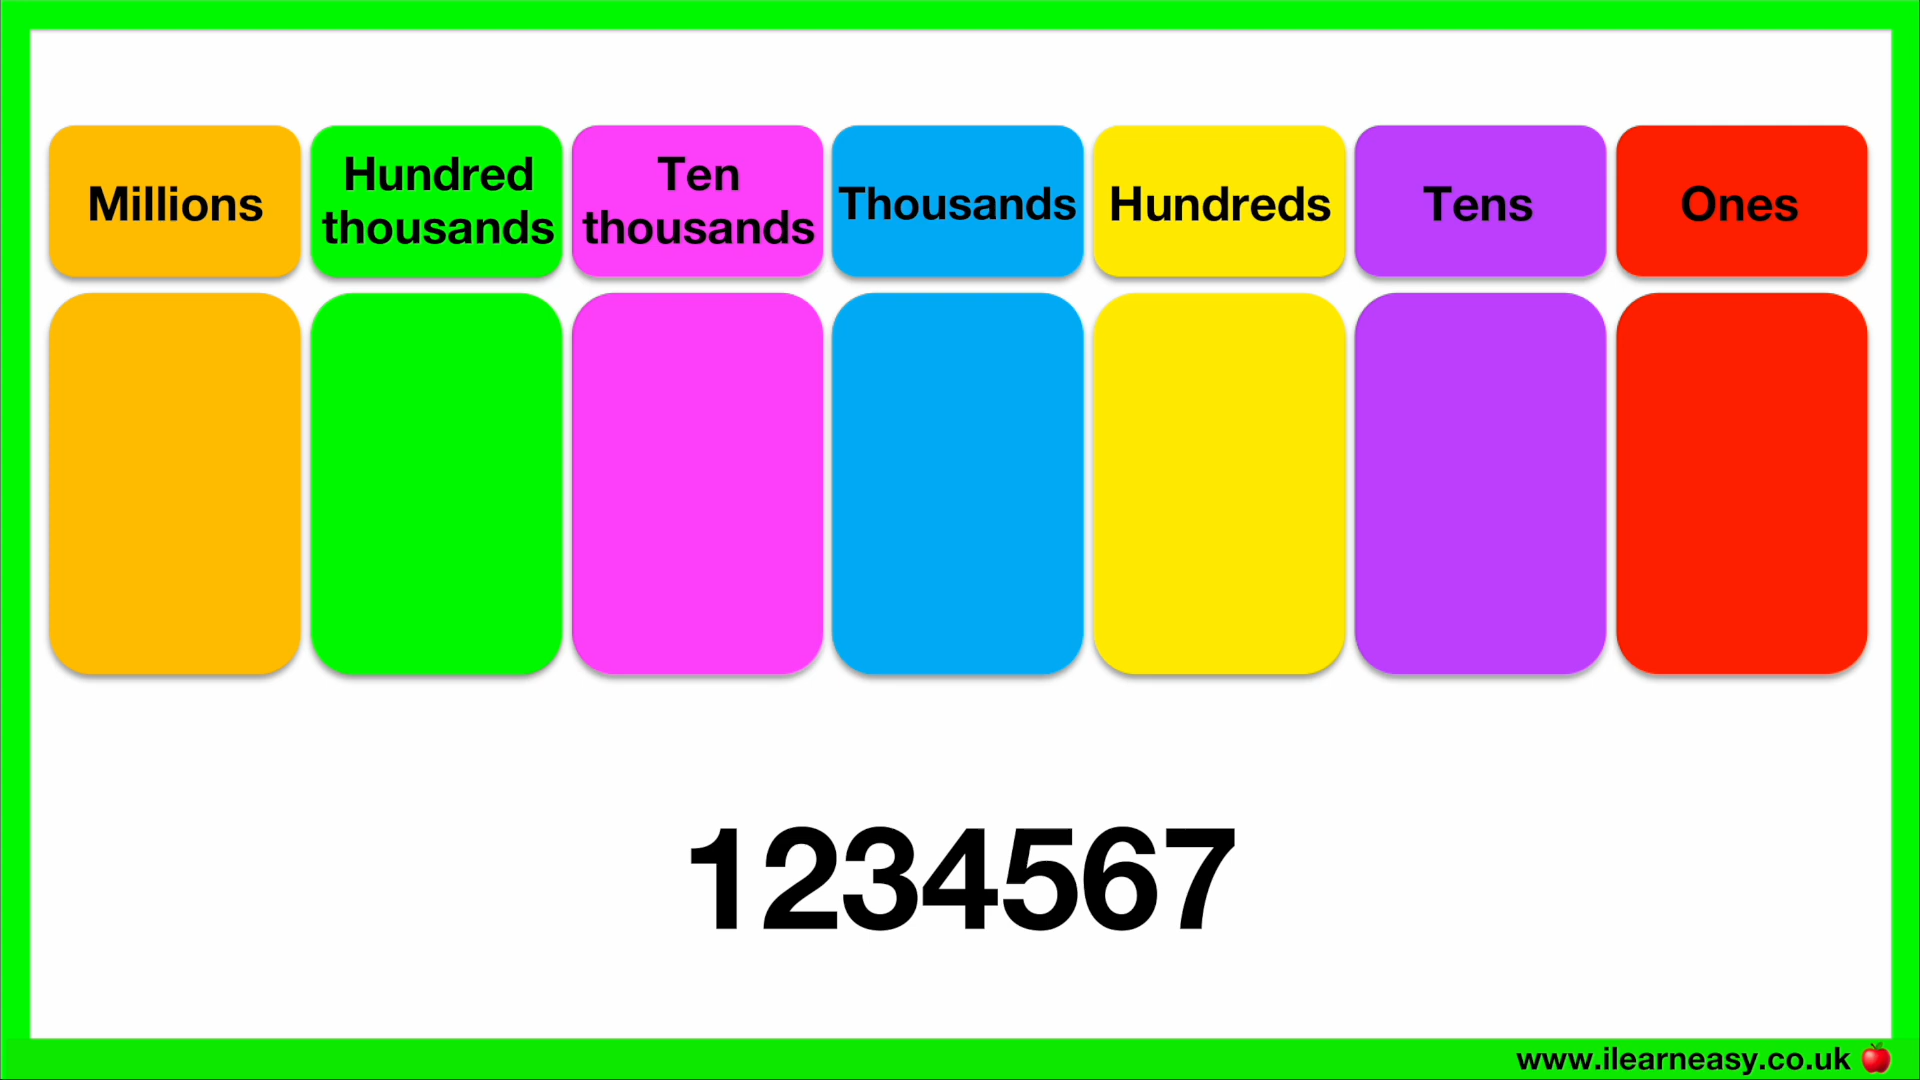 Millions
Hundred
thousands
Ten
thousands
Thousands
Hundreds
Tens
Ones
1234567
www.ilearneasy.co.uk